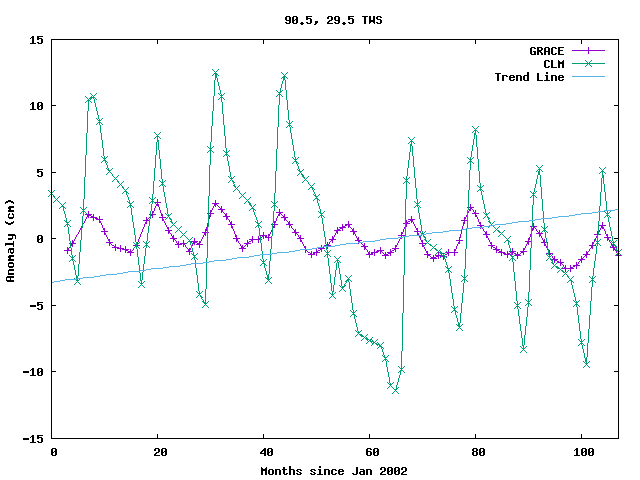 90.5, 29.5 TWS
GRACE
CLM
Trend Line
Anomaly (cm)
15
10
5
0
-5
-10
-15
0 20 40 60 80 100
Months since Jan 2002